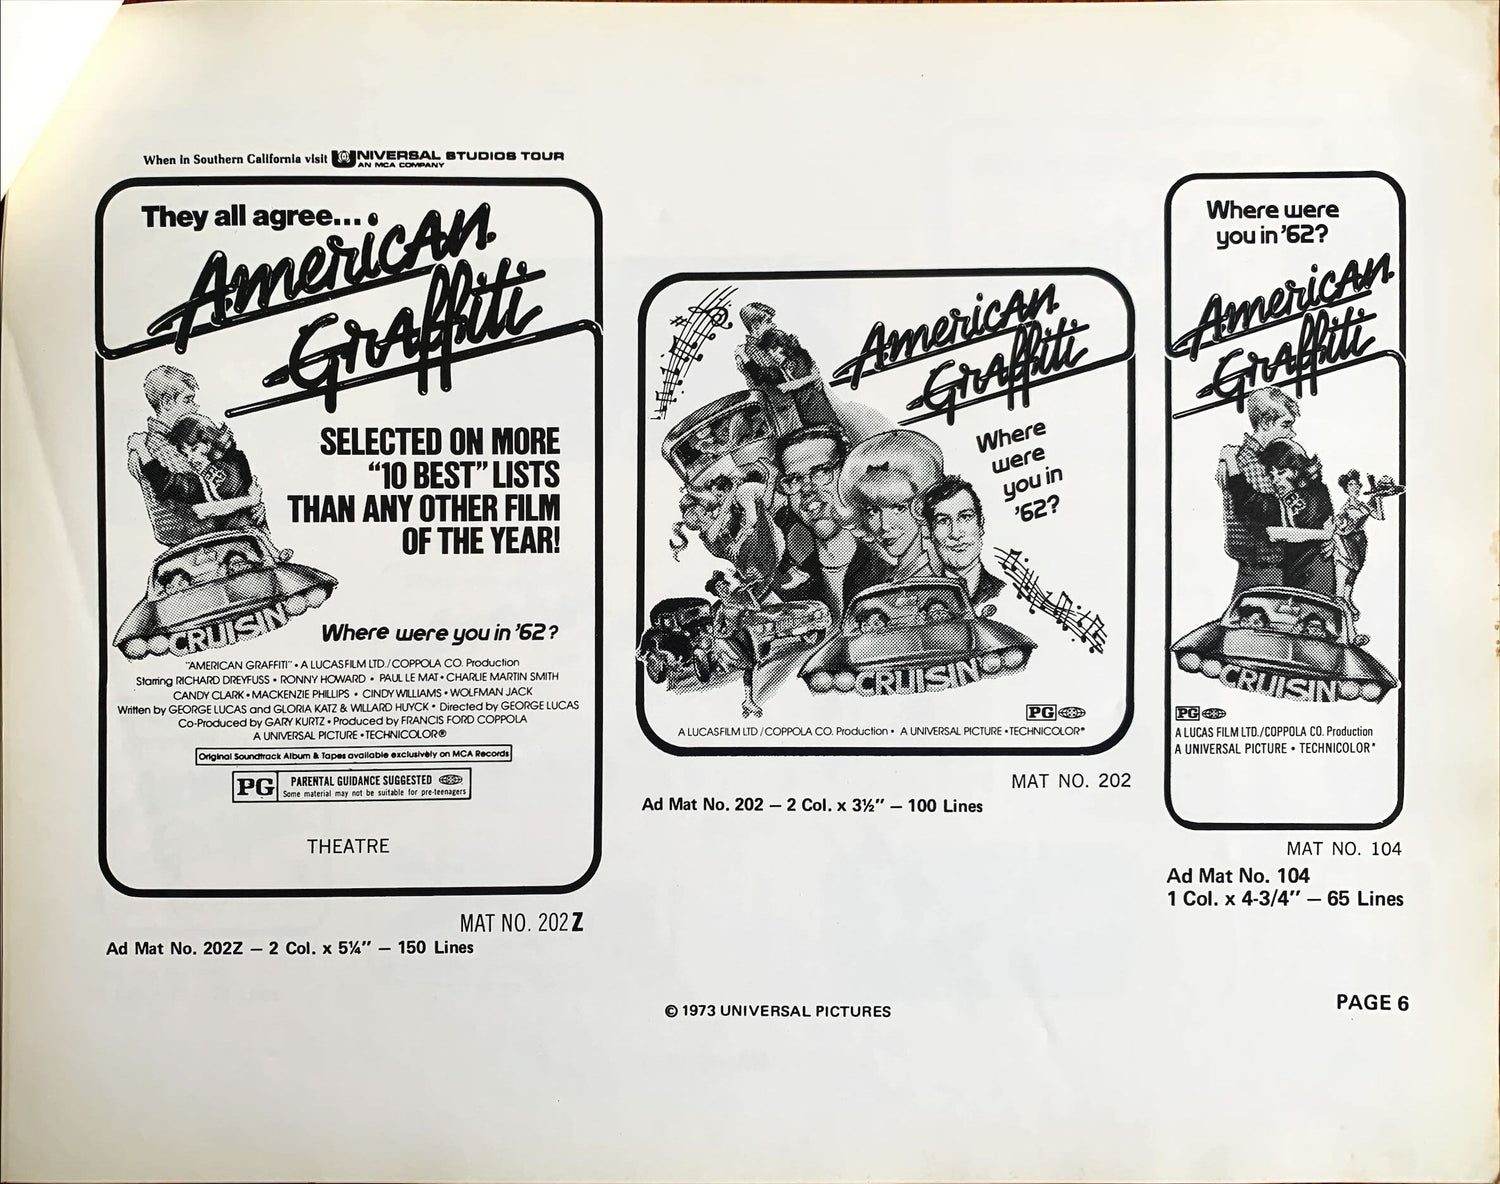 When in Southern California visit UNIVERSAL STUDIOS TOUR
AN MCA COMPANY
They all agree...
American
Graffiti
SELECTED ON MORE
“10 BEST” LISTS
THAN ANY OTHER FILM
OF THE YEAR!
CRUISIN
Where were you in ’62?
"AMERICAN GRAFFITI" • A LUCASFILM LTD./COPPOLA CO. Production
Starring RICHARD DREYFUSS • RONNY HOWARD • PAUL LE MAT • CHARLIE MARTIN SMITH
CANDY CLARK • MACKENZIE PHILLIPS • CINDY WILLIAMS • WOLFMAN JACK
Written by GEORGE LUCAS and GLORIA KATZ & WILLARD HUYCK • Directed by GEORGE LUCAS
Co-Produced by GARY KURTZ • Produced by FRANCIS FORD COPPOLA
A UNIVERSAL PICTURE • TECHNICOLOR®
Original Soundtrack Album & Tapes available exclusively on MCA Records
PG PARENTAL GUIDANCE SUGGESTED
Some material may not be suitable for pre-teenagers
THEATRE
MAT NO. 202Z
Ad Mat No. 202Z — 2 Col. x 5¼" — 150 Lines
American
Graffiti
Where
were
you in
’62?
CRUISIN
PG
A LUCASFILM LTD /COPPOLA CO. Production • A UNIVERSAL PICTURE • TECHNICOLOR®
MAT NO. 202
Ad Mat No. 202 — 2 Col. x 3½" — 100 Lines
Where were
you in ’62?
American
Graffiti
CRUISIN
PG
A LUCAS FILM LTD./COPPOLA CO. Production
A UNIVERSAL PICTURE • TECHNICOLOR®
MAT NO. 104
Ad Mat No. 104
1 Col. x 4-3/4" — 65 Lines
© 1973 UNIVERSAL PICTURES
PAGE 6